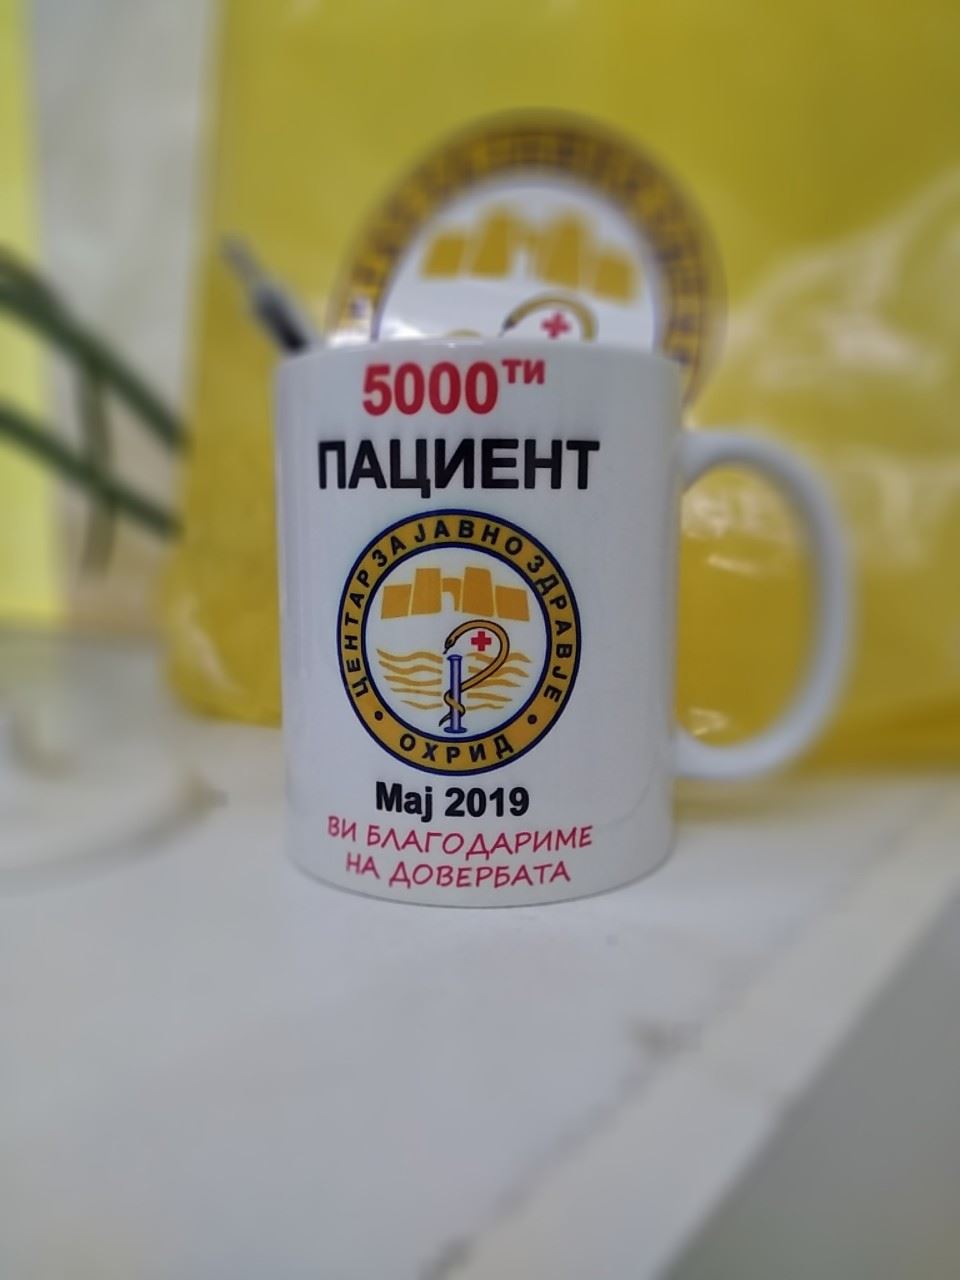 5000ТИ
ПАЦИЕНТ
ЦЕНТАР ЗА ЈАВНО ЗДРАВЈЕ
• ОХРИД •
Мај 2019
ВИ БЛАГОДАРИМЕ
НА ДОВЕРБАТА